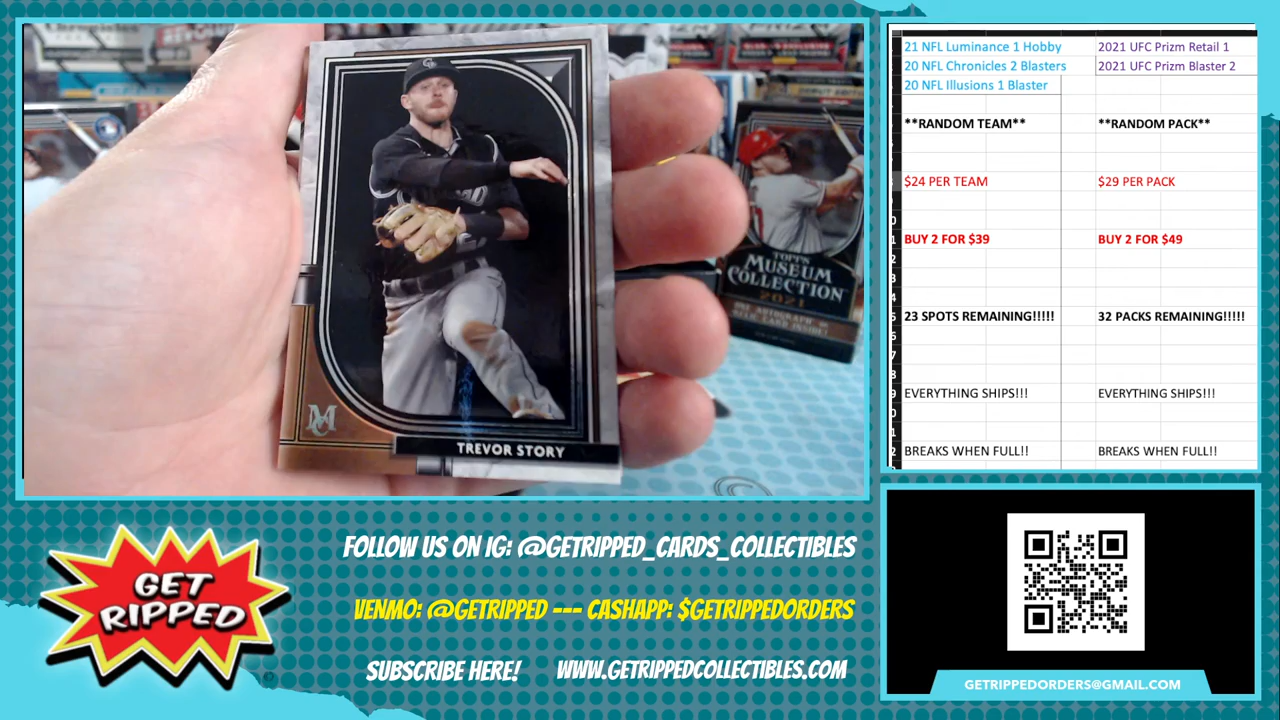 TREVOR STORY
TOPPS
MUSEUM
COLLECTION
2021
21 NFL Luminance 1 Hobby
2021 UFC Prizm Retail 1
20 NFL Chronicles 2 Blasters
2021 UFC Prizm Blaster 2
20 NFL Illusions 1 Blaster
**RANDOM TEAM**
**RANDOM PACK**
$24 PER TEAM
$29 PER PACK
BUY 2 FOR $39
BUY 2 FOR $49
23 SPOTS REMAINING!!!!!
32 PACKS REMAINING!!!!!
EVERYTHING SHIPS!!!
EVERYTHING SHIPS!!!
BREAKS WHEN FULL!!
BREAKS WHEN FULL!!
GET
RIPPED
FOLLOW US ON IG: @GETRIPPED_CARDS_COLLECTIBLES
VENMO: @GETRIPPED --- CASHAPP: $GETRIPPEDORDERS
SUBSCRIBE HERE!
WWW.GETRIPPEDCOLLECTIBLES.COM
GETRIPPEDORDERS@GMAIL.COM